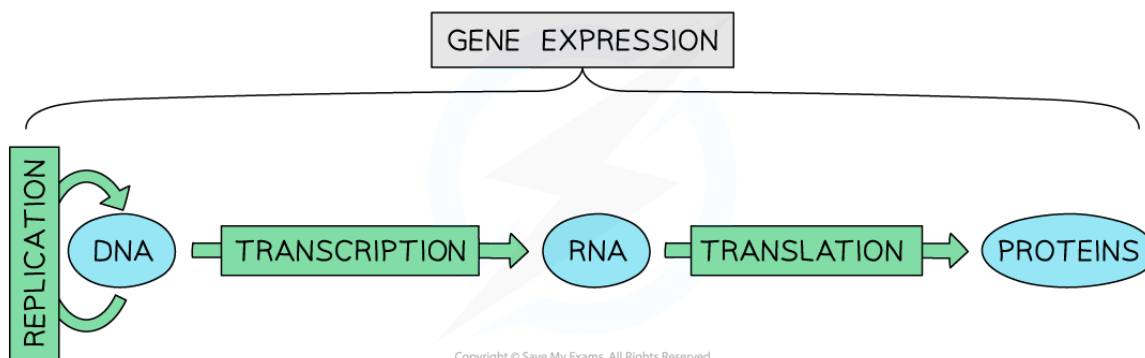 GENE EXPRESSION
REPLICATION
DNA
TRANSCRIPTION
RNA
TRANSLATION
PROTEINS
Copyright © Save My Exams. All Rights Reserved